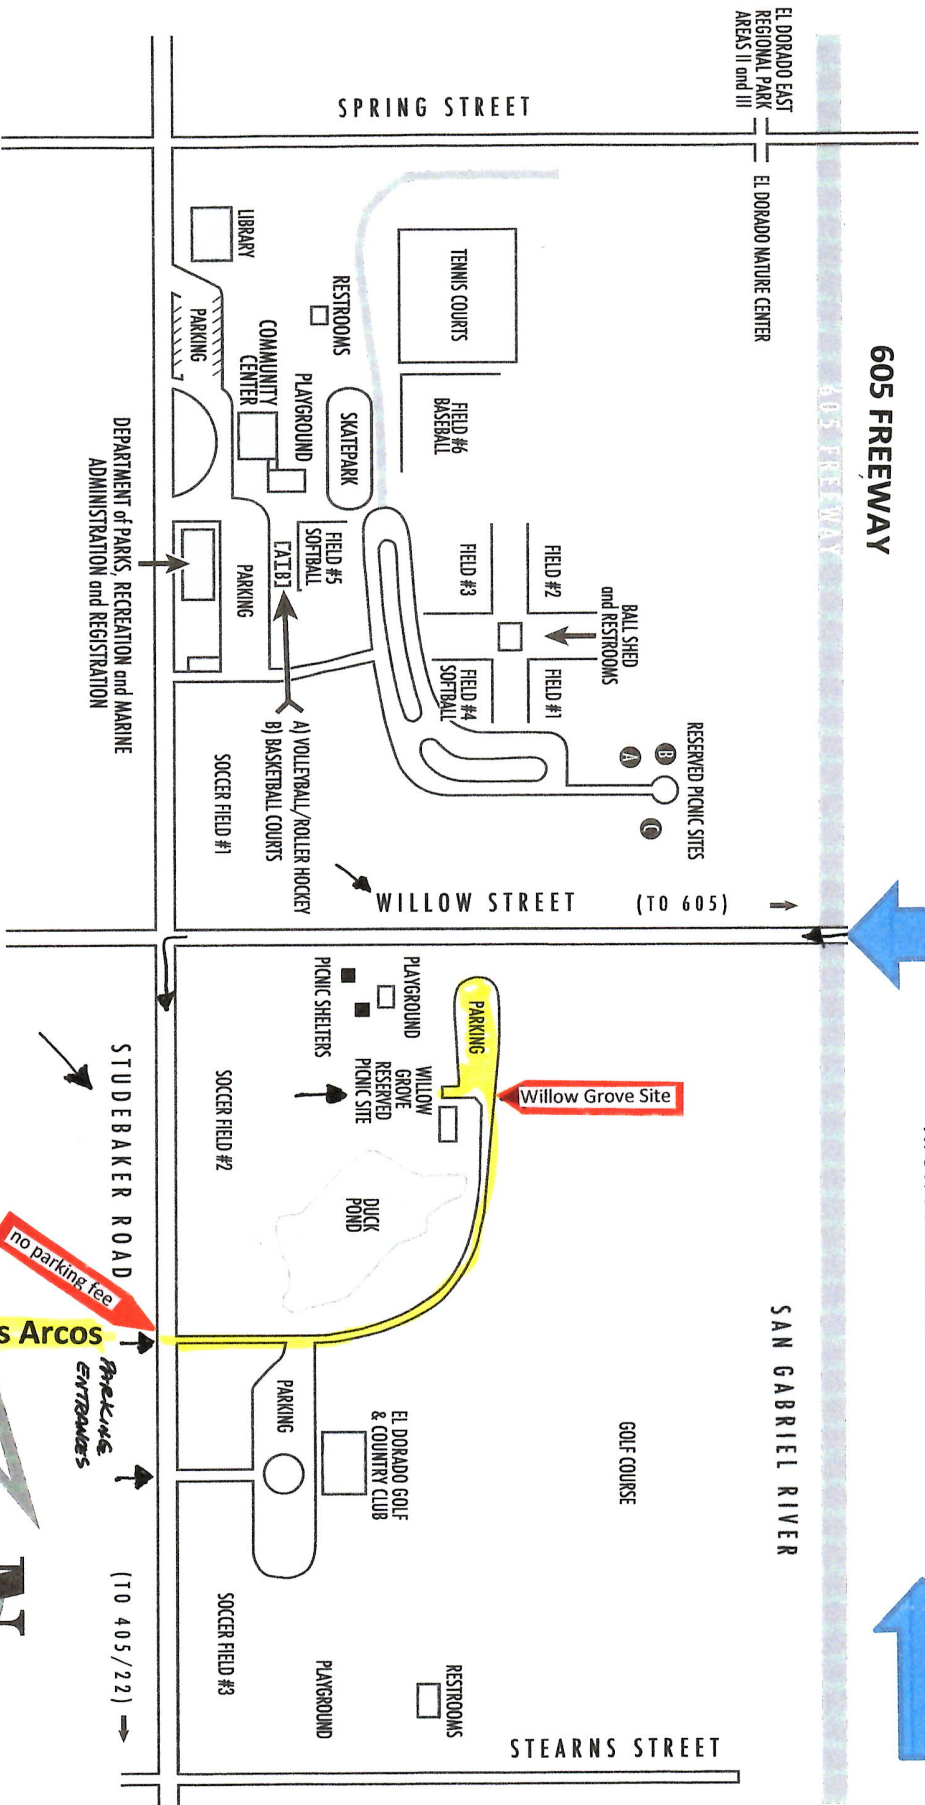 EL DORADO EAST
REGIONAL PARK
AREAS II and III
SPRING STREET
EL DORADO NATURE CENTER
605 FREEWAY
605 FREEWAY
LIBRARY
TENNIS COURTS
RESTROOMS
PARKING
COMMUNITY
CENTER
PLAYGROUND
SKATEPARK
FIELD #6
BASEBALL
DEPARTMENT of PARKS, RECREATION and MARINE
ADMINISTRATION and REGISTRATION
PARKING
FIELD #5
SOFTBALL
A B
FIELD #3
FIELD #2
BALL SHED
and RESTROOMS
FIELD #4
SOFTBALL
FIELD #1
A) VOLLEYBALL/ROLLER HOCKEY
B) BASKETBALL COURTS
SOCCER FIELD #1
RESERVED PICNIC SITES
A
B
C
WILLOW STREET
(TO 605)
PLAYGROUND
PICNIC SHELTERS
PARKING
WILLOW
GROVE
RESERVED
PICNIC SITE
Willow Grove Site
STUDEBAKER ROAD
SOCCER FIELD #2
DUCK
POND
no parking fee
s Arcos
PARKING
ENTRANCES
PARKING
EL DORADO GOLF
& COUNTRY CLUB
GOLF COURSE
SAN GABRIEL RIVER
SOCCER FIELD #3
PLAYGROUND
RESTROOMS
(TO 405/22)
STEARNS STREET
N